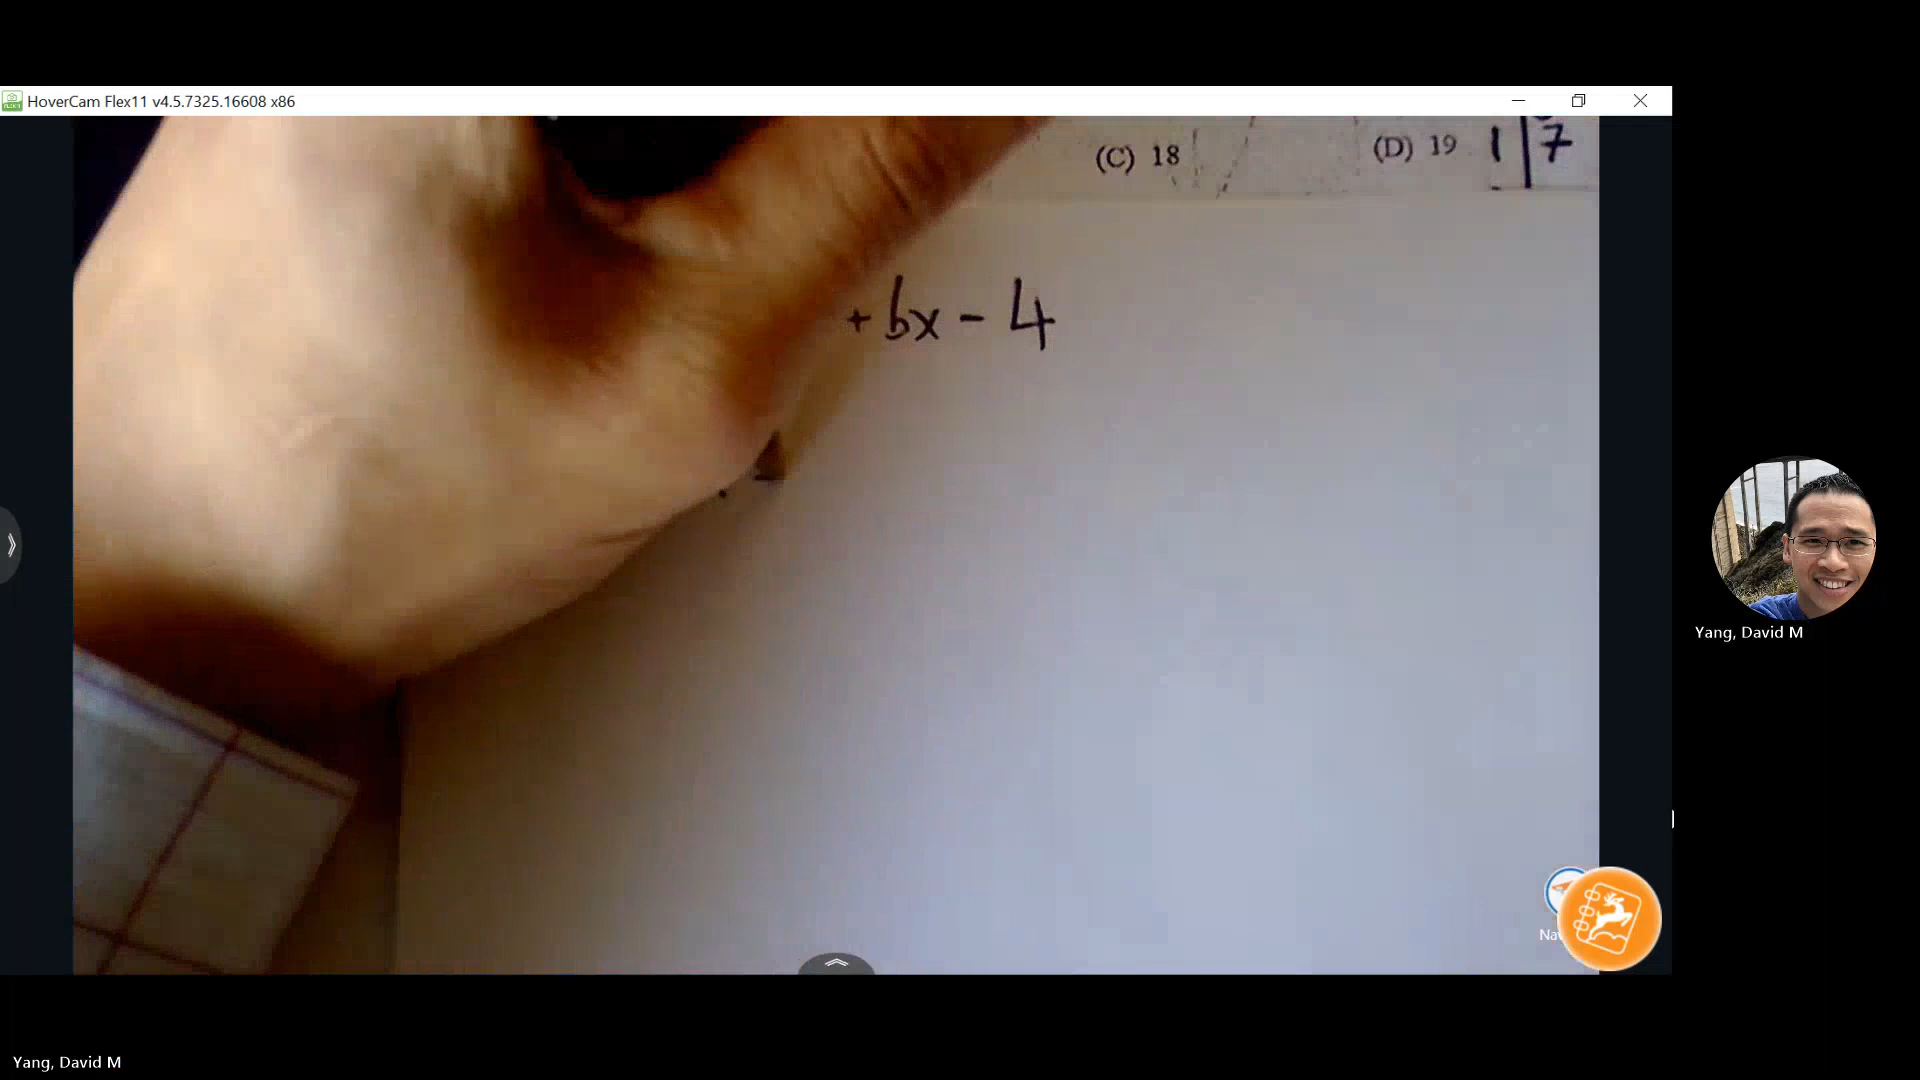 HoverCam Flex11 v4.5.7325.16608 x86
(C) 18 (D) 19 1 7
+ bx - 4
Yang, David M
Yang, David M